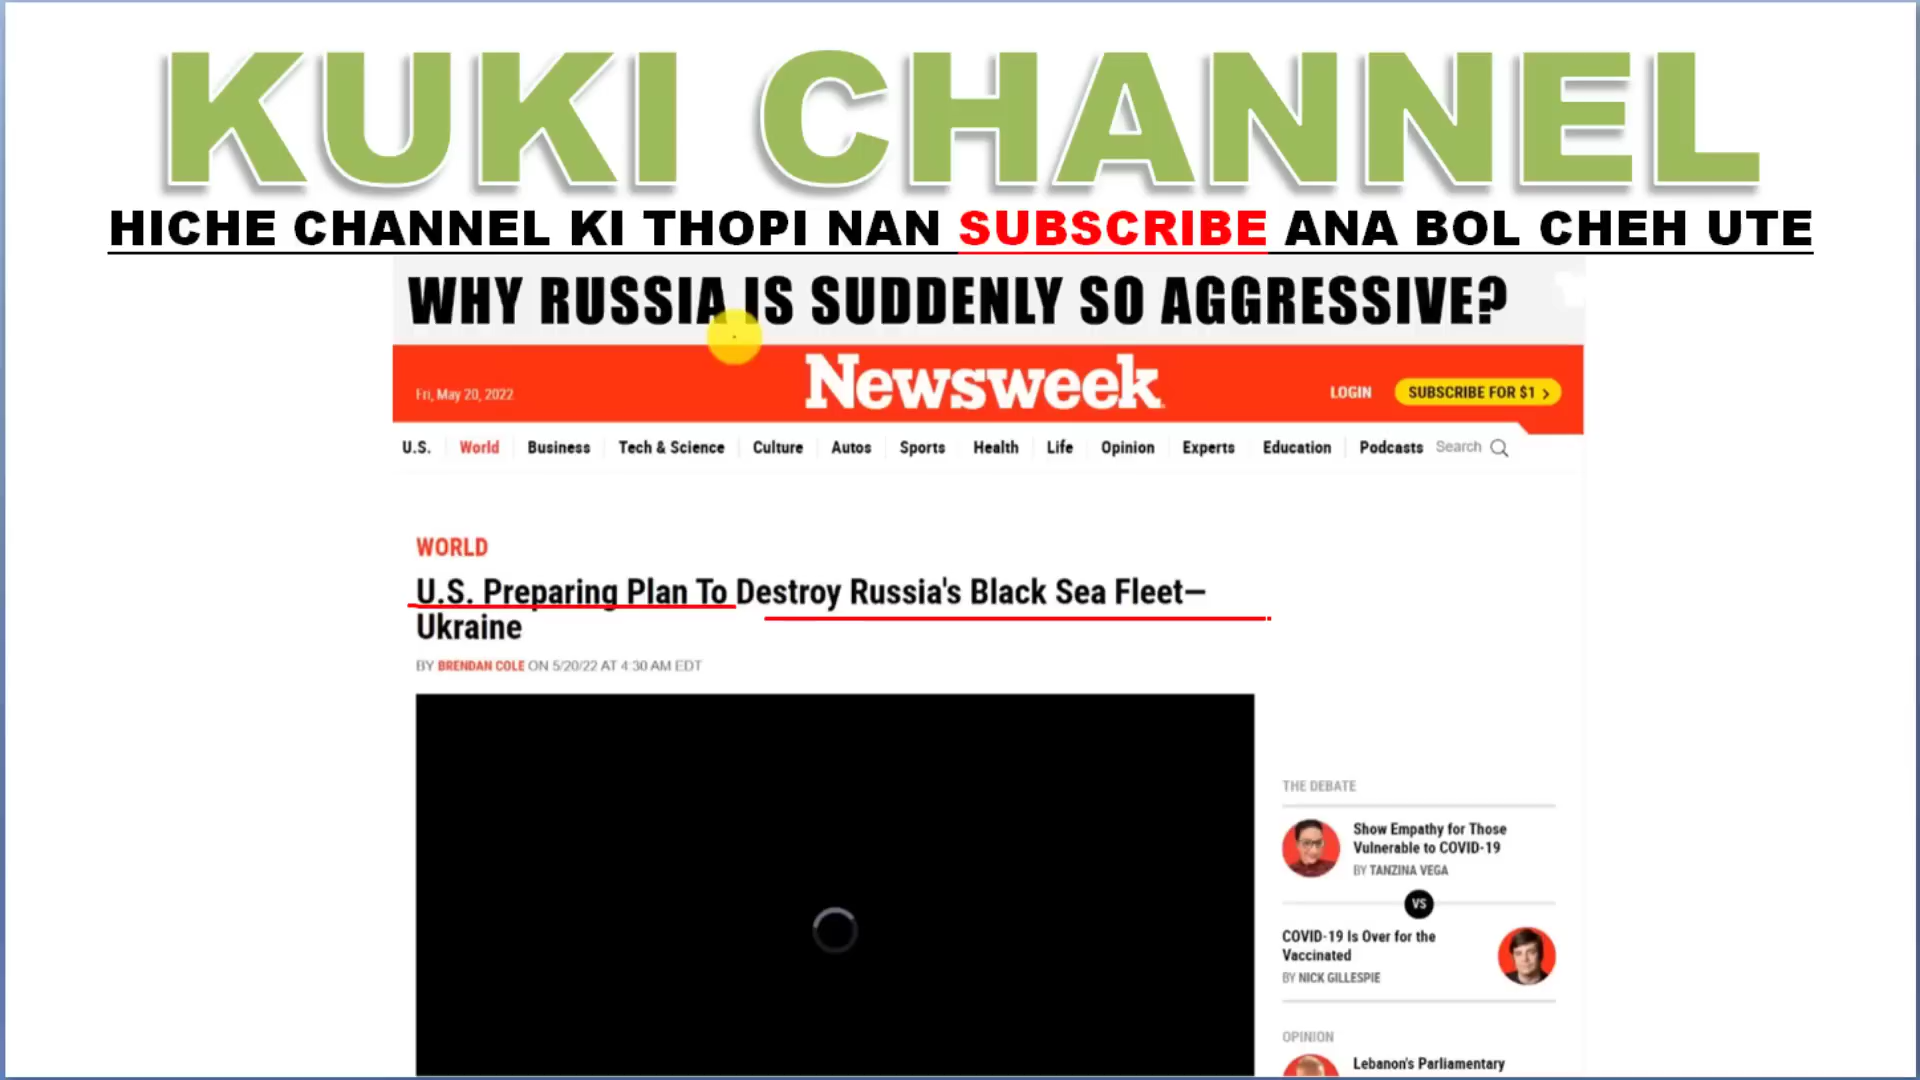 KUKI CHANNEL
HICHE CHANNEL KI THOPI NAN SUBSCRIBE ANA BOL CHEH UTE
WHY RUSSIA IS SUDDENLY SO AGGRESSIVE?
Fri, May 20, 2022
Newsweek
LOGIN
SUBSCRIBE FOR $1 >
U.S. World Business Tech & Science Culture Autos Sports Health Life Opinion Experts Education Podcasts Search
WORLD
U.S. Preparing Plan To Destroy Russia's Black Sea Fleet—
Ukraine
BY BRENDAN COLE ON 5/20/22 AT 4:30 AM EDT
THE DEBATE
Show Empathy for Those
Vulnerable to COVID-19
BY TANZINA VEGA
VS
COVID-19 Is Over for the
Vaccinated
BY NICK GILLESPIE
OPINION
Lebanon's Parliamentary